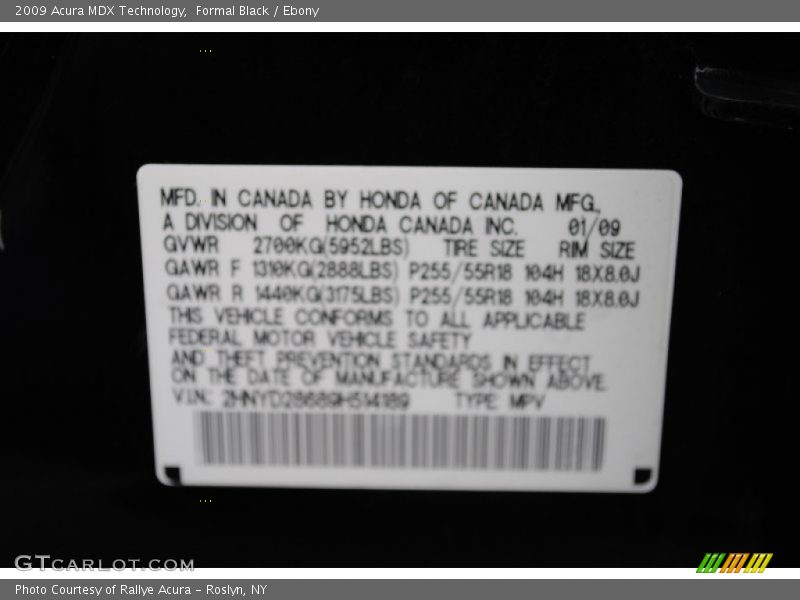 2009 Acura MDX Technology, Formal Black / Ebony
MFD. IN CANADA BY HONDA OF CANADA MFG.,
A DIVISION OF HONDA CANADA INC. 01/09
GVWR 2700KG(5952LBS) TIRE SIZE RIM SIZE
GAWR F 1310KG(2888LBS) P255/55R18 104H 18X8.0J
GAWR R 1440KG(3175LBS) P255/55R18 104H 18X8.0J
THIS VEHICLE CONFORMS TO ALL APPLICABLE
FEDERAL MOTOR VEHICLE SAFETY
AND THEFT PREVENTION STANDARDS IN EFFECT
ON THE DATE OF MANUFACTURE SHOWN ABOVE.
V.I.N.: 2HNYD28689H514189 TYPE: MPV
GTCARLOT.COM
Photo Courtesy of Rallye Acura - Roslyn, NY